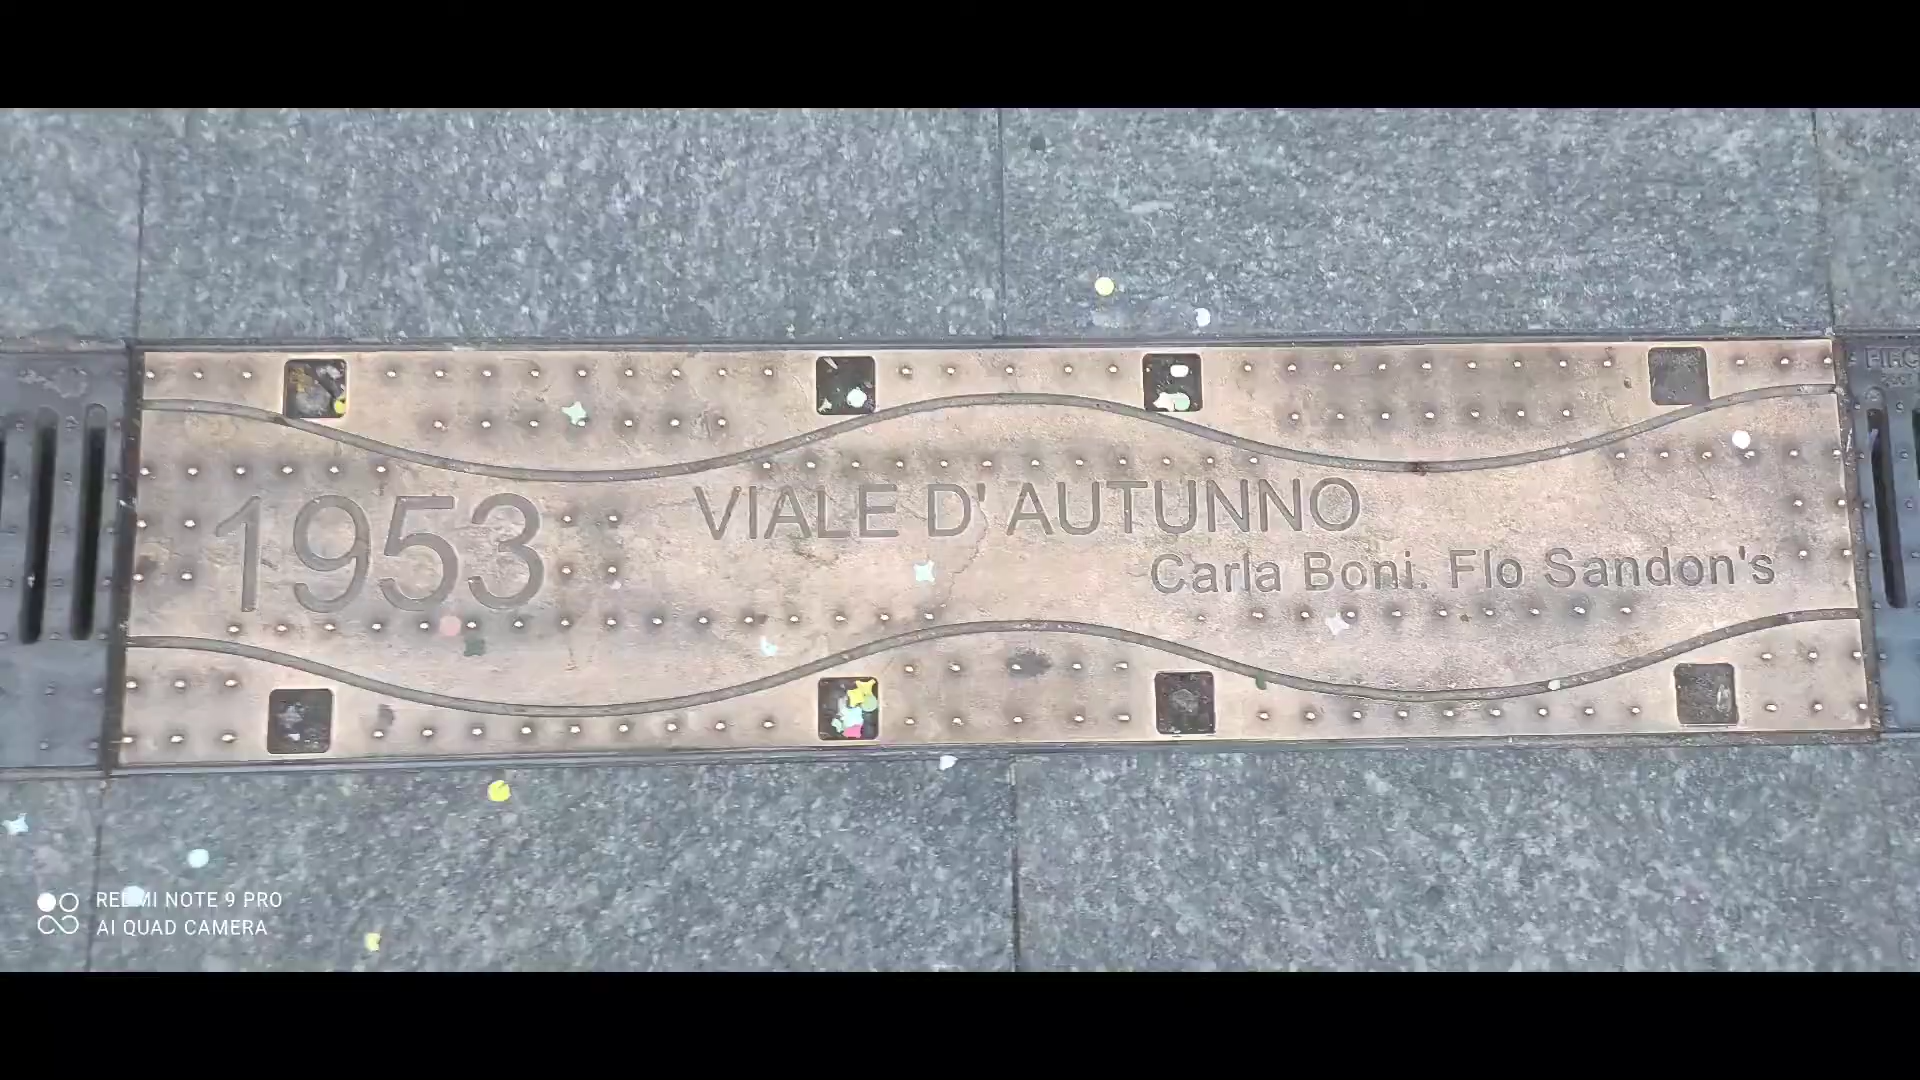 1953
VIALE D' AUTUNNO
Carla Boni. Flo Sandon's
REDMI NOTE 9 PRO
AI QUAD CAMERA